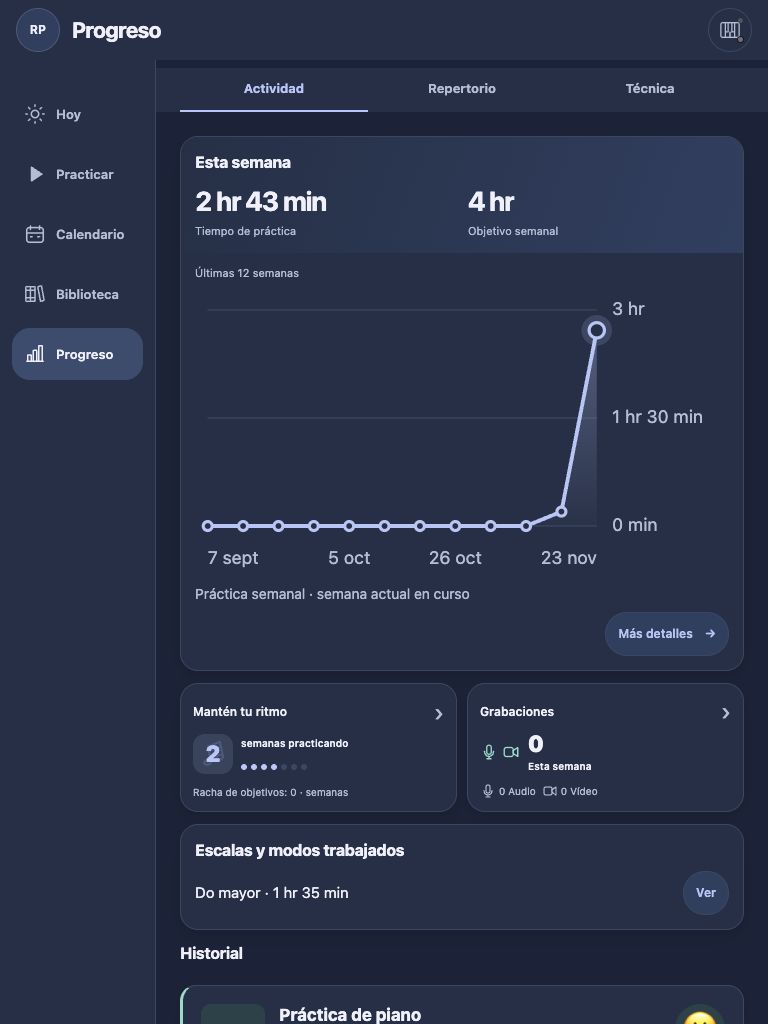 RP
Progreso
Hoy
Practicar
Calendario
Biblioteca
Progreso
Actividad
Repertorio
Técnica
Esta semana
2 hr 43 min
Tiempo de práctica
4 hr
Objetivo semanal
Últimas 12 semanas
3 hr
1 hr 30 min
0 min
7 sept
5 oct
26 oct
23 nov
Práctica semanal · semana actual en curso
Más detalles
Mantén tu ritmo
2
semanas practicando
Racha de objetivos: 0 · semanas
Grabaciones
0
Esta semana
0 Audio
0 Vídeo
Escalas y modos trabajados
Do mayor · 1 hr 35 min
Ver
Historial
Práctica de piano